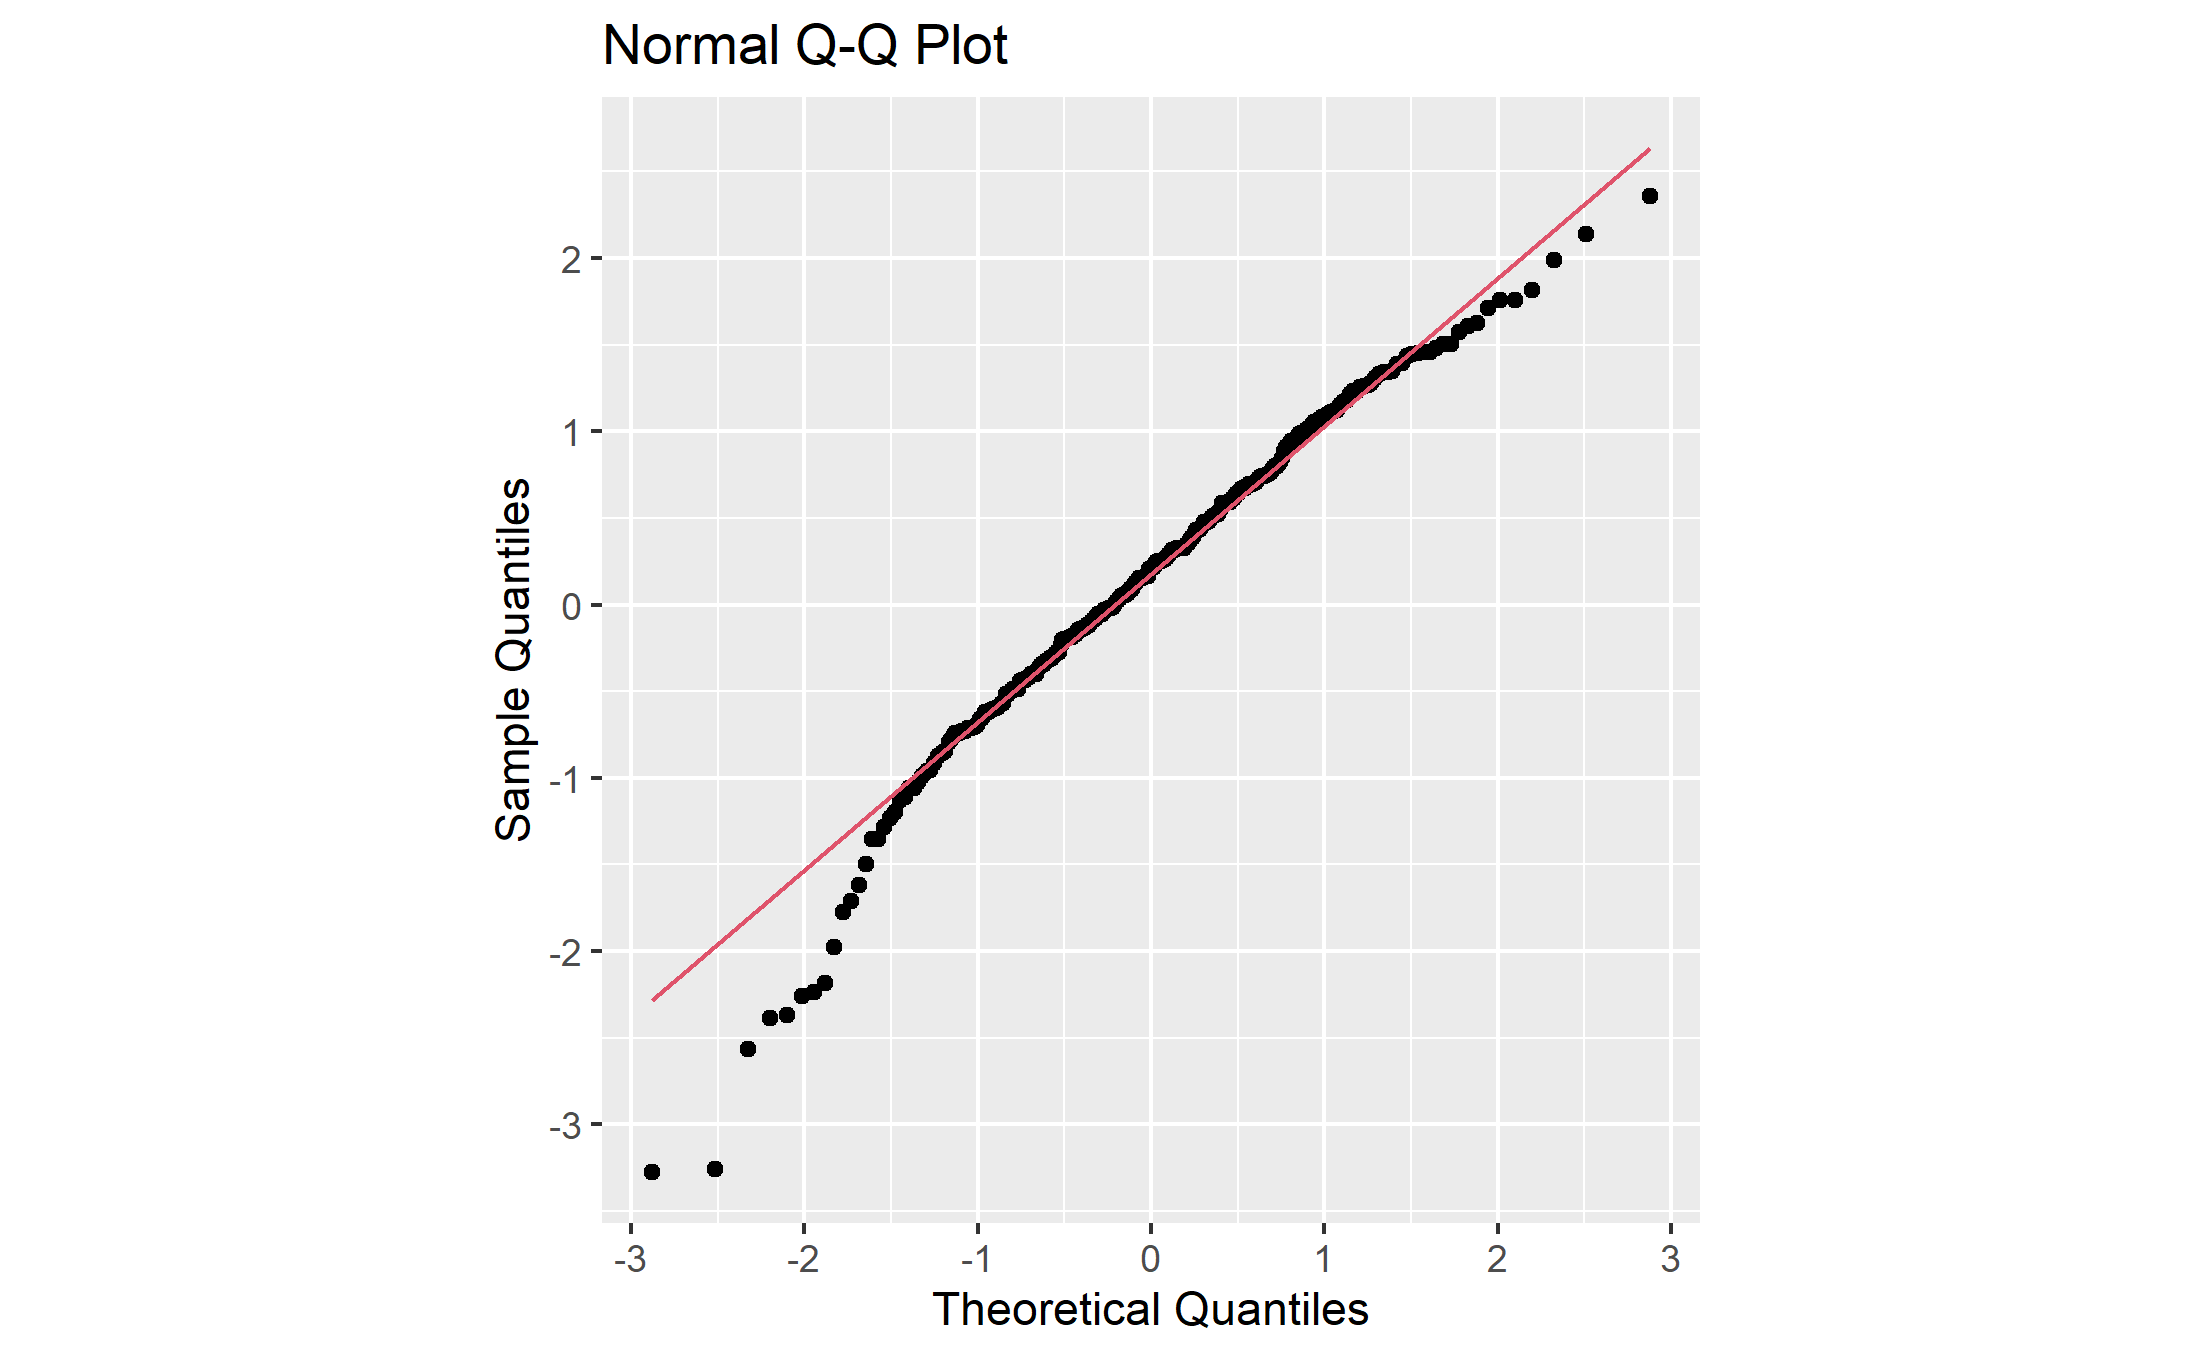 Normal Q-Q Plot
2
1
0
-1
-2
-3
Sample Quantiles
-3 -2 -1 0 1 2 3
Theoretical Quantiles